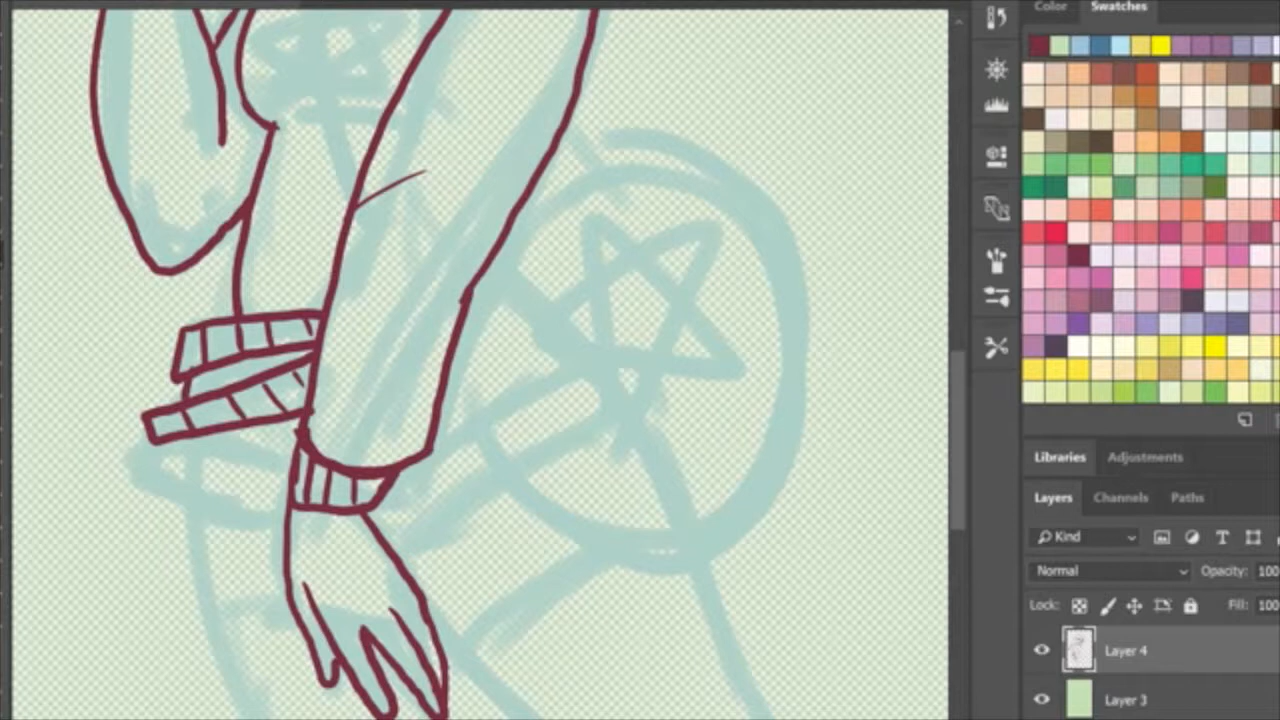 Color Swatches
Libraries Adjustments
Layers Channels Paths
Kind
Normal Opacity: 100
Lock: Fill: 100
Layer 4
Layer 3